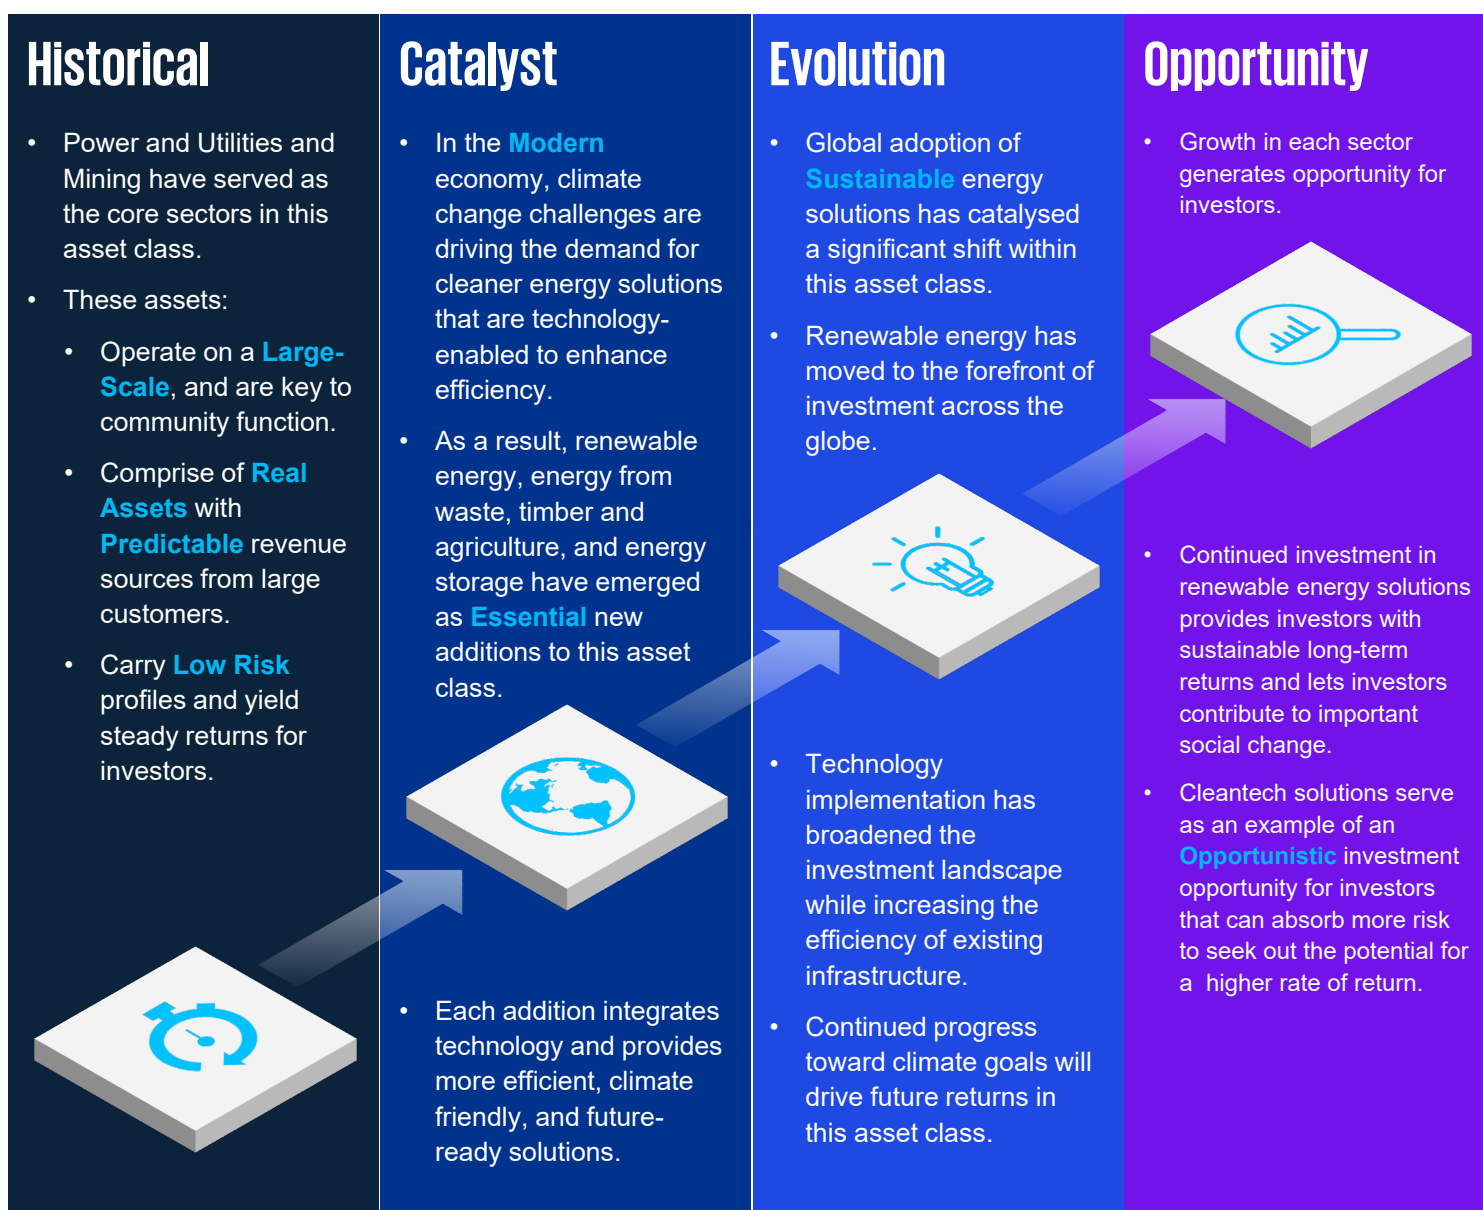 Historical
• Power and Utilities and
Mining have served as
the core sectors in this
asset class.
• These assets:
• Operate on a Large-
Scale, and are key to
community function.
• Comprise of Real
Assets with
Predictable revenue
sources from large
customers.
• Carry Low Risk
profiles and yield
steady returns for
investors.
Catalyst
• In the Modern
economy, climate
change challenges are
driving the demand for
cleaner energy solutions
that are technology-
enabled to enhance
efficiency.
• As a result, renewable
energy, energy from
waste, timber and
agriculture, and energy
storage have emerged
as Essential new
additions to this asset
class.
• Each addition integrates
technology and provides
more efficient, climate
friendly, and future-
ready solutions.
Evolution
• Global adoption of
Sustainable energy
solutions has catalysed
a significant shift within
this asset class.
• Renewable energy has
moved to the forefront of
investment across the
globe.
• Technology
implementation has
broadened the
investment landscape
while increasing the
efficiency of existing
infrastructure.
• Continued progress
toward climate goals will
drive future returns in
this asset class.
Opportunity
• Growth in each sector
generates opportunity for
investors.
• Continued investment in
renewable energy solutions
provides investors with
sustainable long-term
returns and lets investors
contribute to important
social change.
• Cleantech solutions serve
as an example of an
Opportunistic investment
opportunity for investors
that can absorb more risk
to seek out the potential for
a higher rate of return.